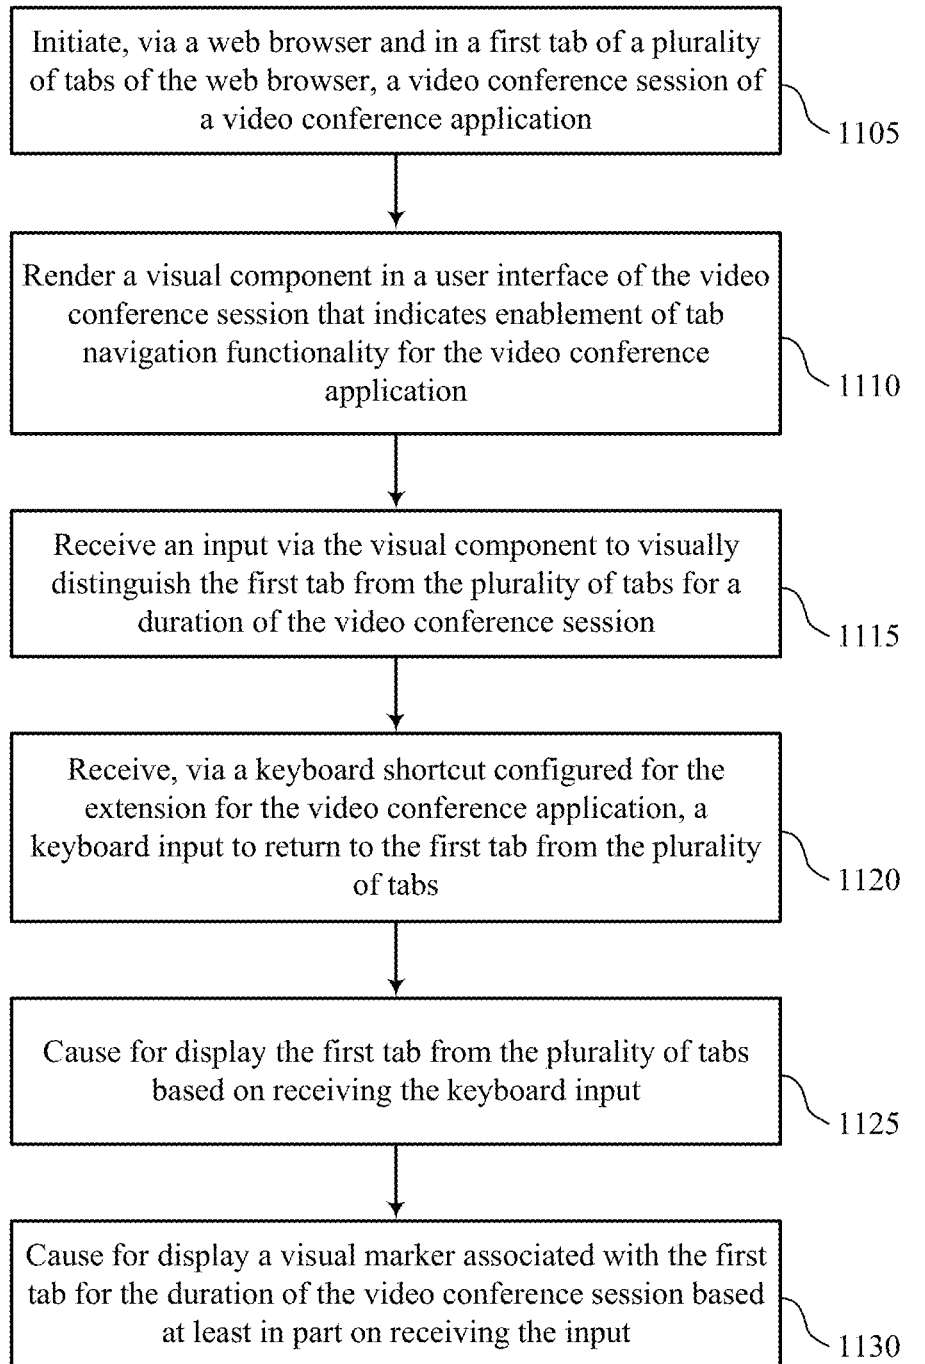 Initiate, via a web browser and in a first tab of a plurality
of tabs of the web browser, a video conference session of
a video conference application
1105
Render a visual component in a user interface of the video
conference session that indicates enablement of tab
navigation functionality for the video conference
application
1110
Receive an input via the visual component to visually
distinguish the first tab from the plurality of tabs for a
duration of the video conference session
1115
Receive, via a keyboard shortcut configured for the
extension for the video conference application, a
keyboard input to return to the first tab from the plurality
of tabs
1120
Cause for display the first tab from the plurality of tabs
based on receiving the keyboard input
1125
Cause for display a visual marker associated with the first
tab for the duration of the video conference session based
at least in part on receiving the input
1130